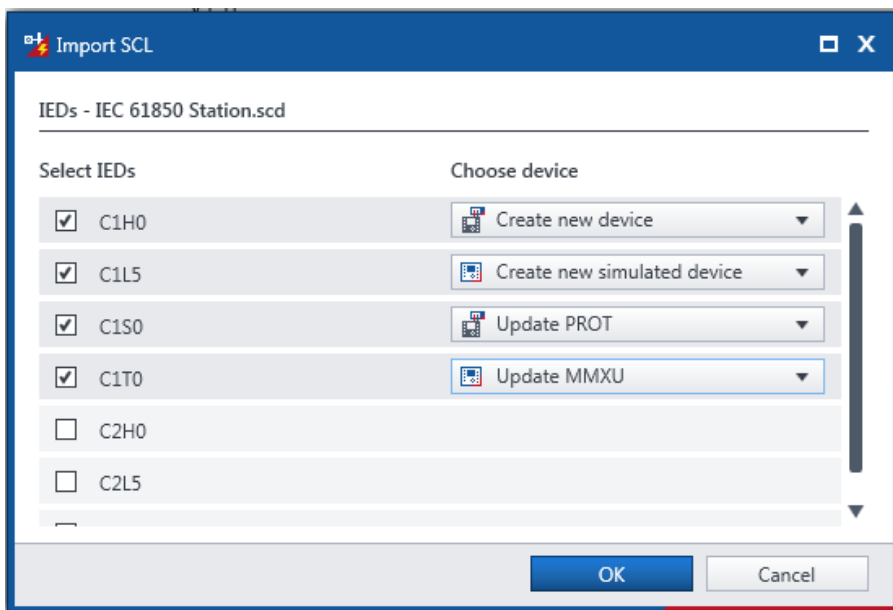 Import SCL
IEDs - IEC 61850 Station.scd
Select IEDs Choose device
C1H0 Create new device
C1L5 Create new simulated device
C1S0 Update PROT
C1T0 Update MMXU
C2H0
C2L5
OK Cancel